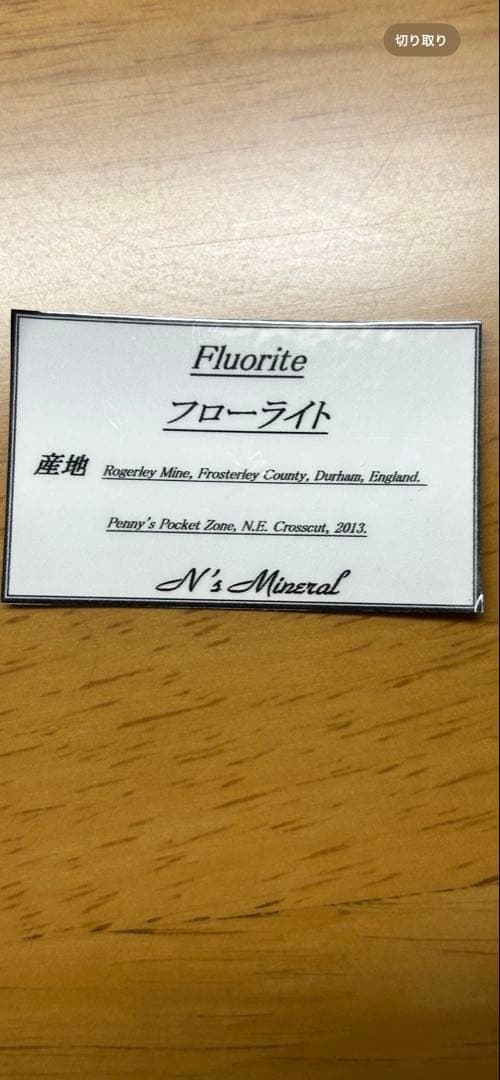 切り取り
Fluorite
フローライト
産地 Rogerley Mine, Frosterley County, Durham, England.
Penny's Pocket Zone, N.E. Crosscut, 2013.
N's Mineral